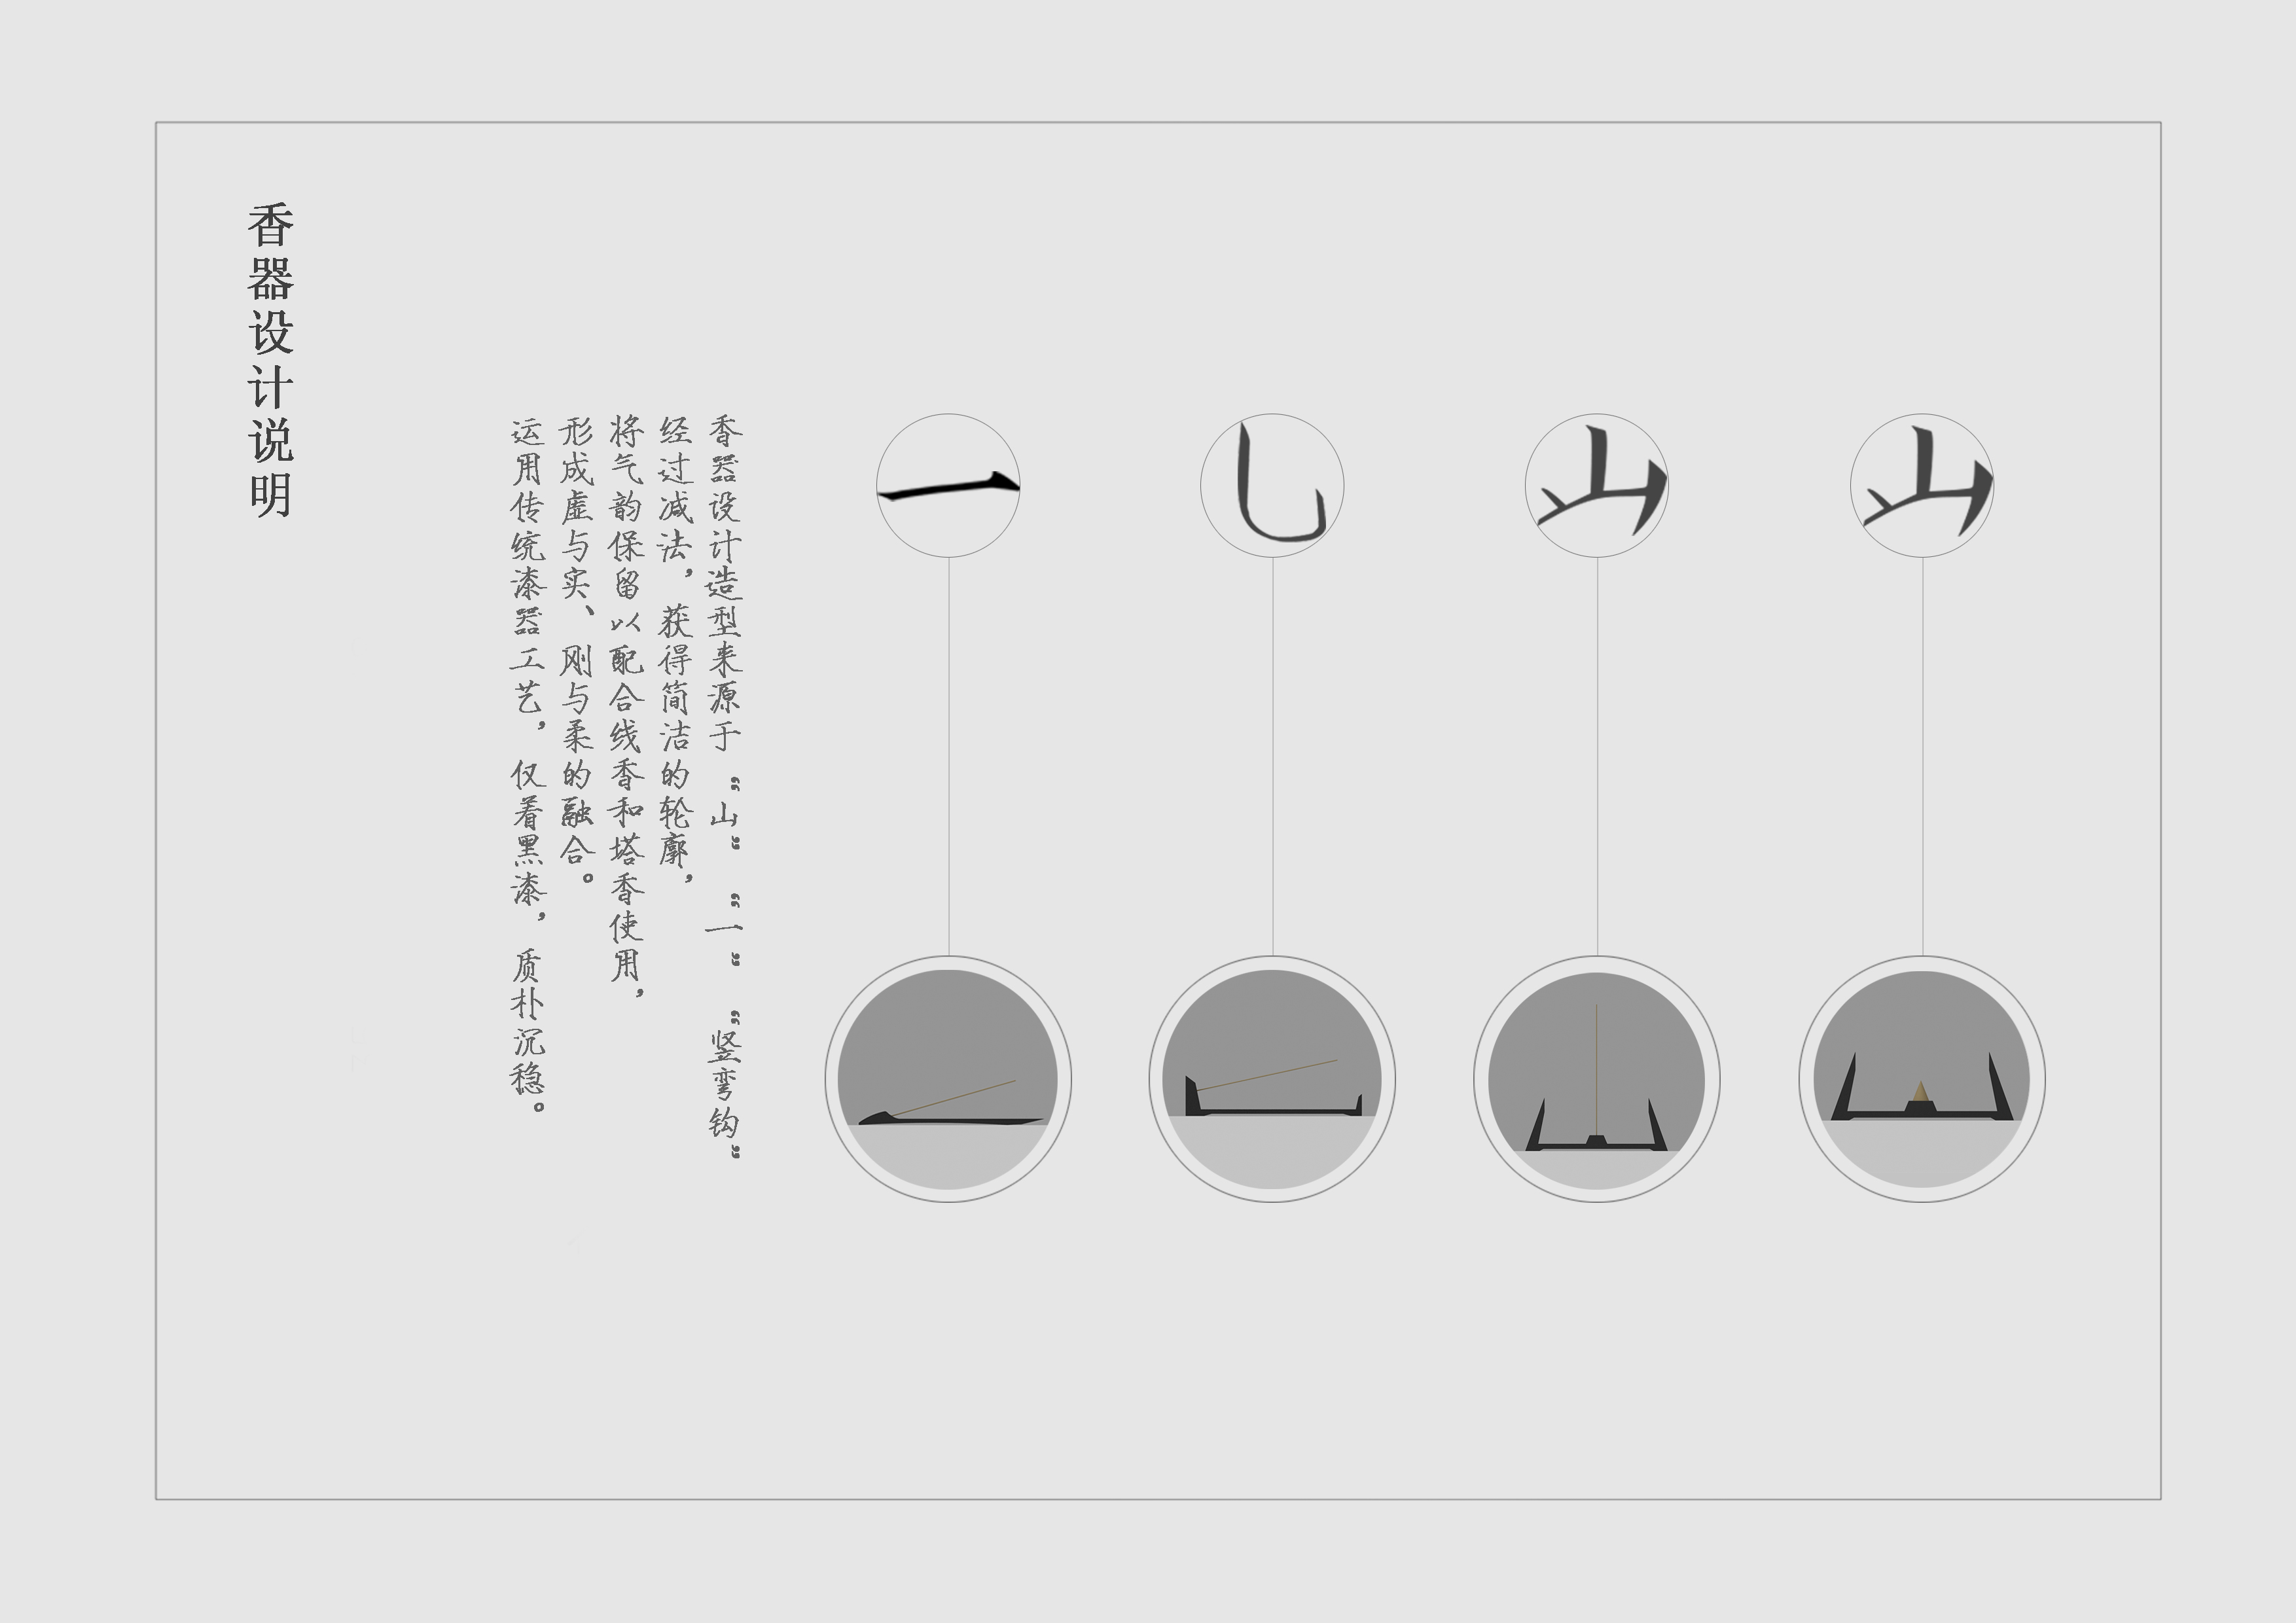 香器设计说明
香器设计造型来源于“山”“一”“竖弯钩”
经过减法，获得简洁的轮廓，
将气韵保留以配合线香和塔香使用，
形成虚与实、刚与柔的融合。
运用传统漆器工艺，仅着黑漆，质朴沉稳。
一
乚
山
山